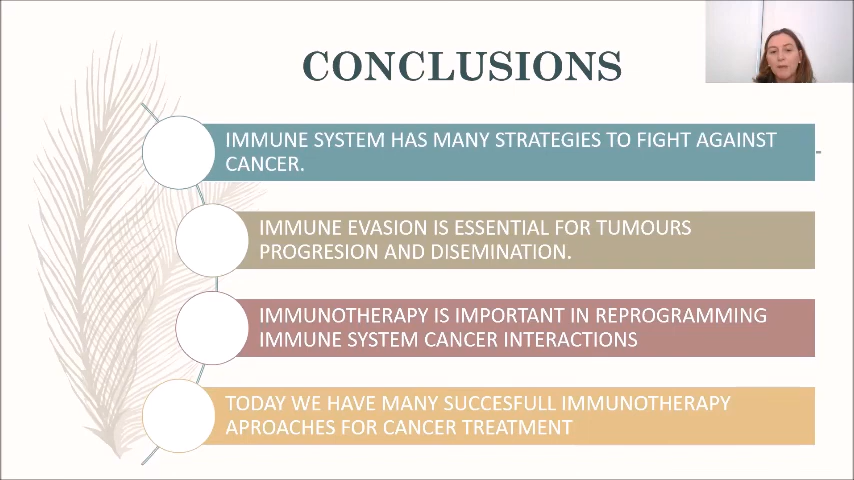 CONCLUSIONS
IMMUNE SYSTEM HAS MANY STRATEGIES TO FIGHT AGAINST
CANCER.
IMMUNE EVASION IS ESSENTIAL FOR TUMOURS
PROGRESION AND DISEMINATION.
IMMUNOTHERAPY IS IMPORTANT IN REPROGRAMMING
IMMUNE SYSTEM CANCER INTERACTIONS
TODAY WE HAVE MANY SUCCESFULL IMMUNOTHERAPY
APROACHES FOR CANCER TREATMENT